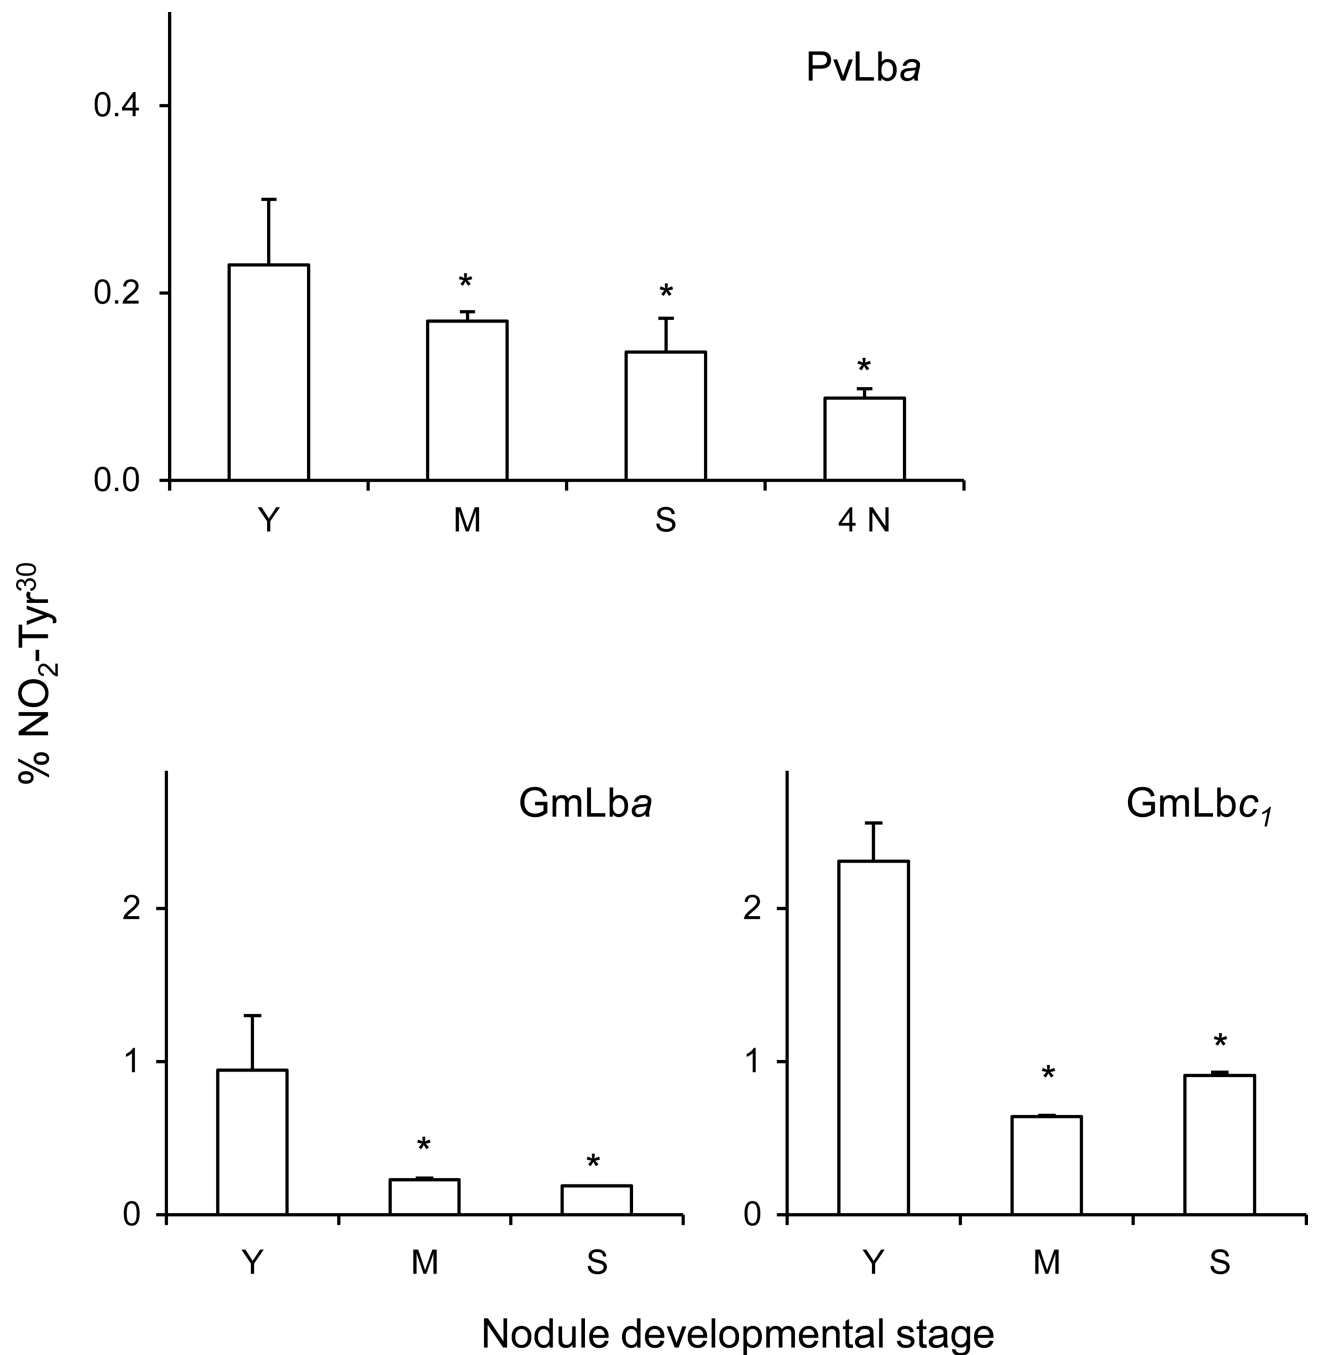 PvLba
0.4
0.2
0.0
*
*
*
Y M S 4 N
% NO₂-Tyr³⁰
GmLba
2
1
0
*
*
Y M S
GmLbc₁
2
1
0
*
*
Y M S
Nodule developmental stage